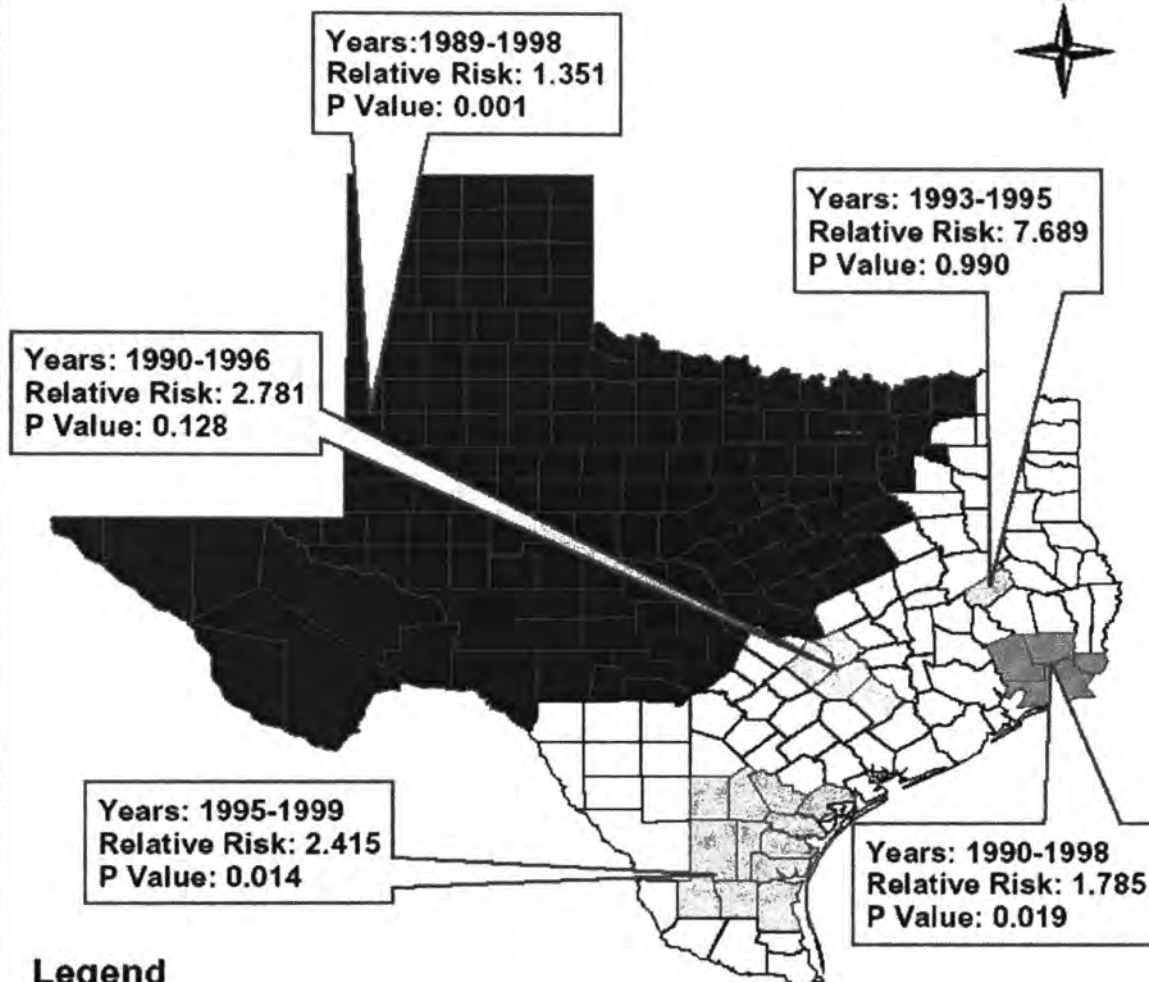 Years:1989-1998
Relative Risk: 1.351
P Value: 0.001
Years: 1993-1995
Relative Risk: 7.689
P Value: 0.990
Years: 1990-1996
Relative Risk: 2.781
P Value: 0.128
Years: 1995-1999
Relative Risk: 2.415
P Value: 0.014
Years: 1990-1998
Relative Risk: 1.785
P Value: 0.019
Legend